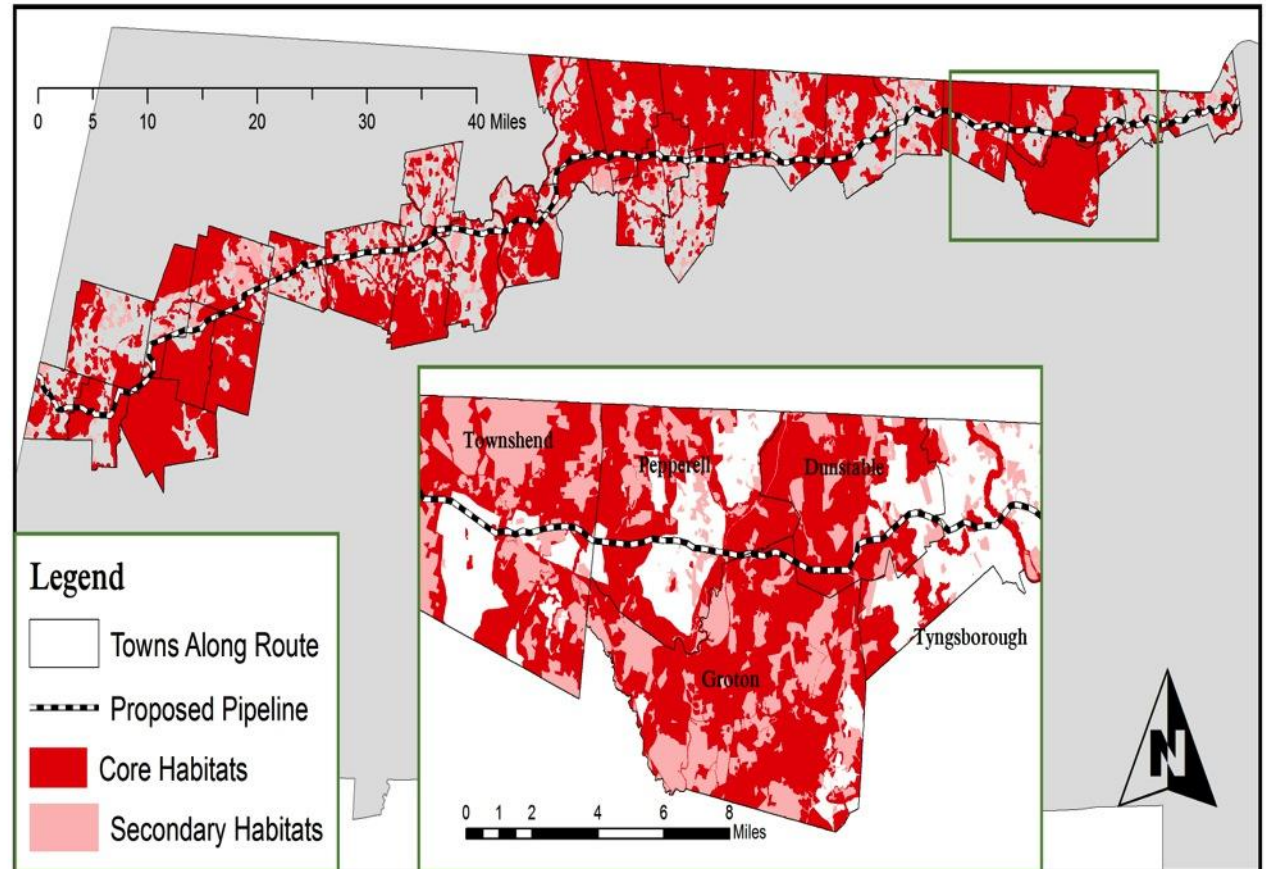 0 5 10 20 30 40 Miles
Townshend
Pepperell
Dunstable
Tyngsborough
Groton
0 1 2 4 6 8
Miles
Legend
Towns Along Route
Proposed Pipeline
Core Habitats
Secondary Habitats
N